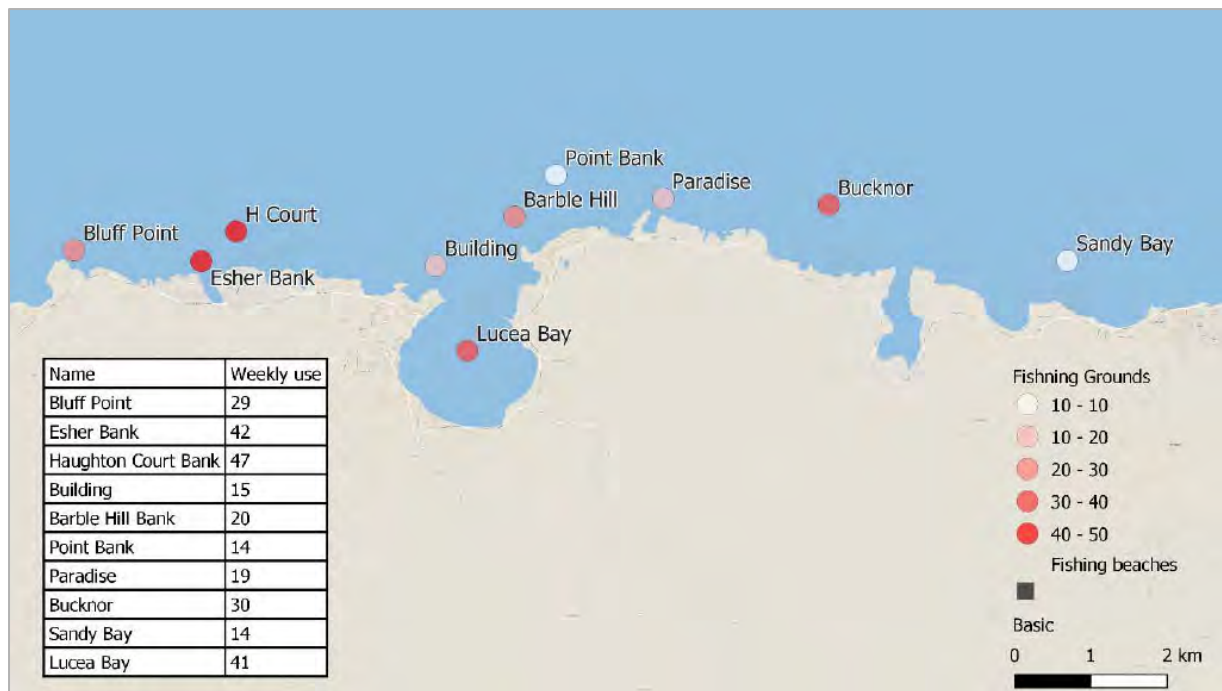 Point Bank
Paradise
Bucknor
Barble Hill
H Court
Bluff Point
Building
Sandy Bay
Esher Bank
Lucea Bay
Name Weekly use
Bluff Point 29
Esher Bank 42
Haughton Court Bank 47
Building 15
Barble Hill Bank 20
Point Bank 14
Paradise 19
Bucknor 30
Sandy Bay 14
Lucea Bay 41
Fishning Grounds
10 - 10
10 - 20
20 - 30
30 - 40
40 - 50
Fishing beaches
Basic
0 1 2 km